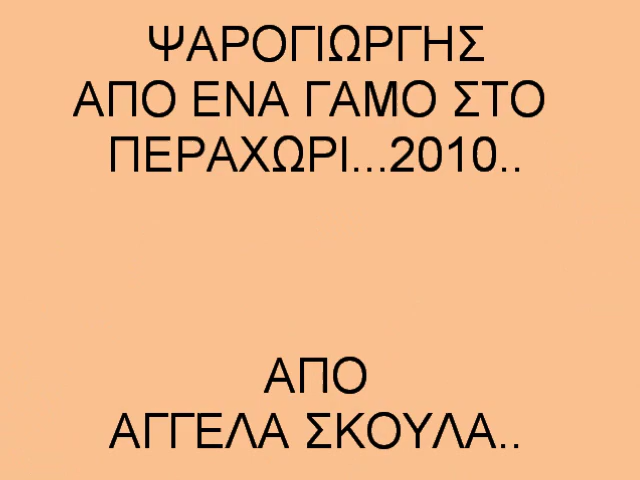 ΨΑΡΟΓΙΩΡΓΗΣ
ΑΠΟ ΕΝΑ ΓΑΜΟ ΣΤΟ
ΠΕΡΑΧΩΡΙ...2010..
ΑΠΟ
ΑΓΓΕΛΑ ΣΚΟΥΛΑ..